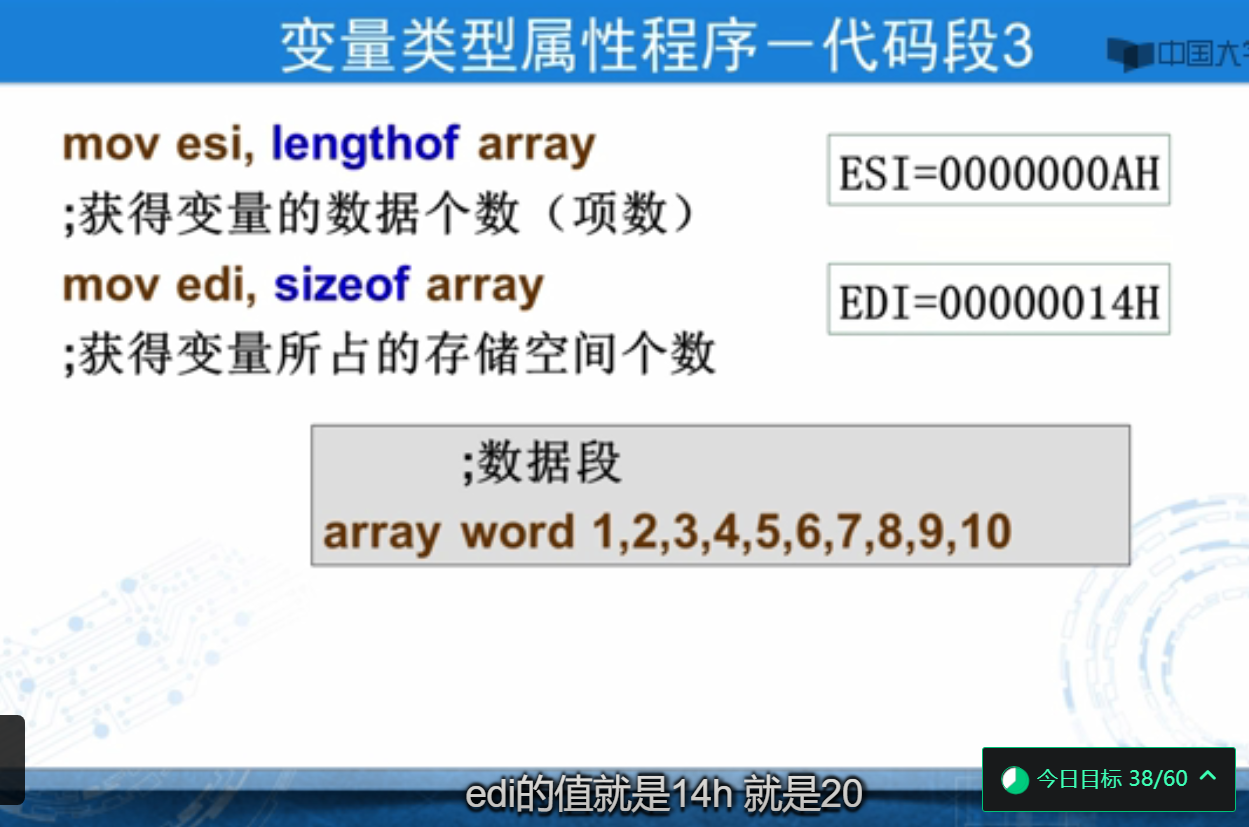 变量类型属性程序－代码段3
中国大
mov esi, lengthof array
ESI=0000000AH
;获得变量的数据个数（项数）
mov edi, sizeof array
EDI=00000014H
;获得变量所占的存储空间个数
;数据段
array word 1,2,3,4,5,6,7,8,9,10
edi的值就是14h 就是20
今日目标 38/60